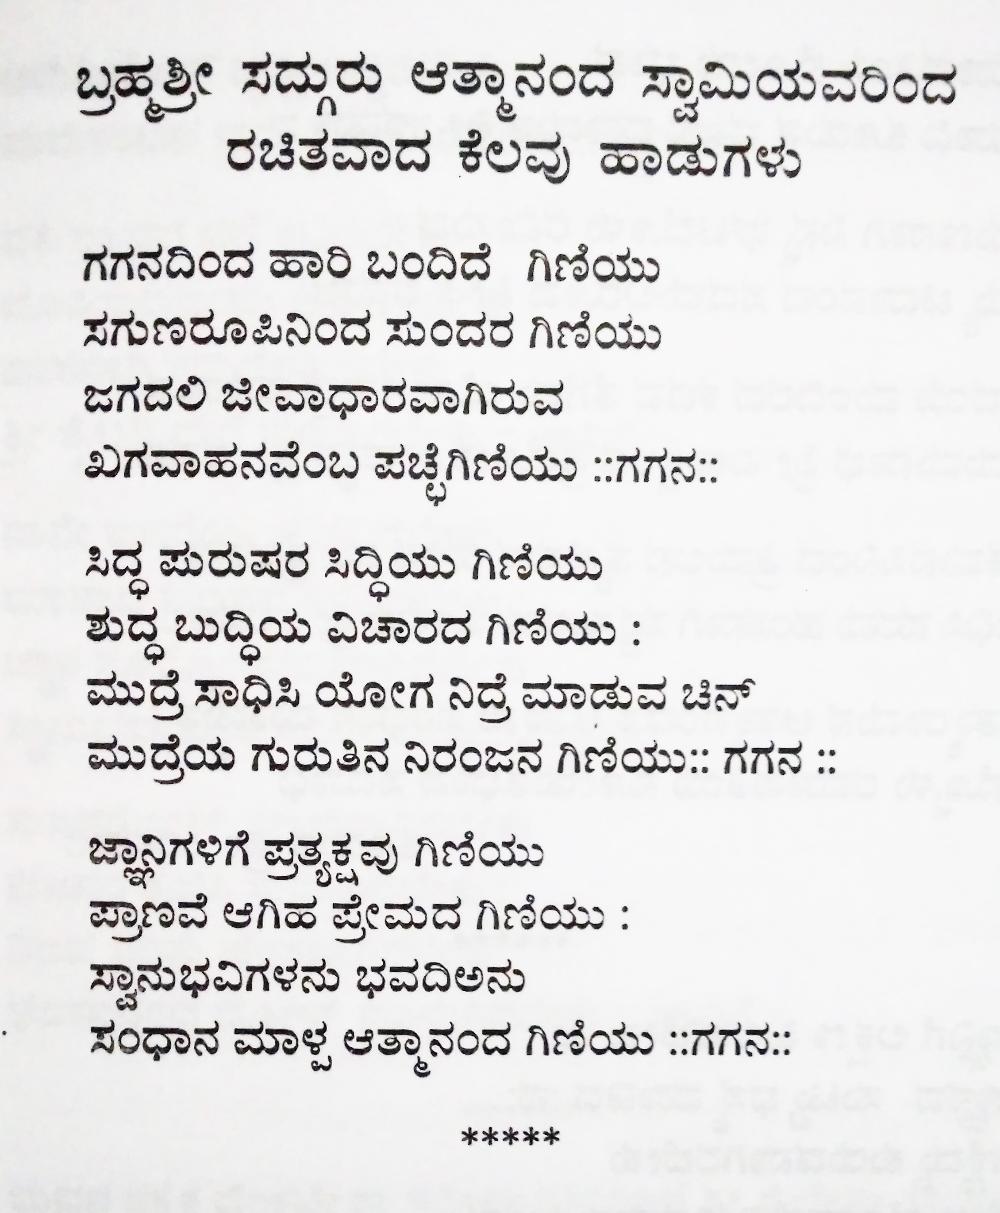 ಬ್ರಹ್ಮಶ್ರೀ ಸದ್ಗುರು ಆತ್ಮಾನಂದ ಸ್ವಾಮಿಯವರಿಂದ
ರಚಿತವಾದ ಕೆಲವು ಹಾಡುಗಳು
ಗಗನದಿಂದ ಹಾರಿ ಬಂದಿದೆ ಗಿಣಿಯು
ಸಗುಣರೂಪಿನಿಂದ ಸುಂದರ ಗಿಣಿಯು
ಜಗದಲಿ ಜೀವಾಧಾರವಾಗಿರುವ
ಖಗವಾಹನವೆಂಬ ಪಚ್ಛೆಗಿಣಿಯು ::ಗಗನ::
ಸಿದ್ಧ ಪುರುಷರ ಸಿದ್ಧಿಯು ಗಿಣಿಯು
ಶುದ್ಧ ಬುದ್ಧಿಯ ವಿಚಾರದ ಗಿಣಿಯು :
ಮುದ್ರೆ ಸಾಧಿಸಿ ಯೋಗ ನಿದ್ರೆ ಮಾಡುವ ಚಿನ್
ಮುದ್ರೆಯ ಗುರುತಿನ ನಿರಂಜನ ಗಿಣಿಯು:: ಗಗನ ::
ಜ್ಞಾನಿಗಳಿಗೆ ಪ್ರತ್ಯಕ್ಷವು ಗಿಣಿಯು
ಪ್ರಾಣವೆ ಆಗಿಹ ಪ್ರೇಮದ ಗಿಣಿಯು :
ಸ್ವಾನುಭವಿಗಳನು ಭವದಿಅನು
ಸಂಧಾನ ಮಾಳ್ಪ ಆತ್ಮಾನಂದ ಗಿಣಿಯು ::ಗಗನ::
*****